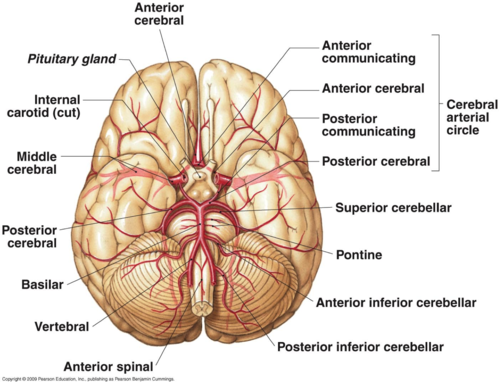 Anterior
cerebral
Pituitary gland
Internal
carotid (cut)
Middle
cerebral
Posterior
cerebral
Basilar
Vertebral
Anterior spinal
Anterior
communicating
Anterior cerebral
Posterior
communicating
Posterior cerebral
Cerebral
arterial
circle
Superior cerebellar
Pontine
Anterior inferior cerebellar
Posterior inferior cerebellar
Copyright © 2009 Pearson Education, Inc., publishing as Pearson Benjamin Cummings.